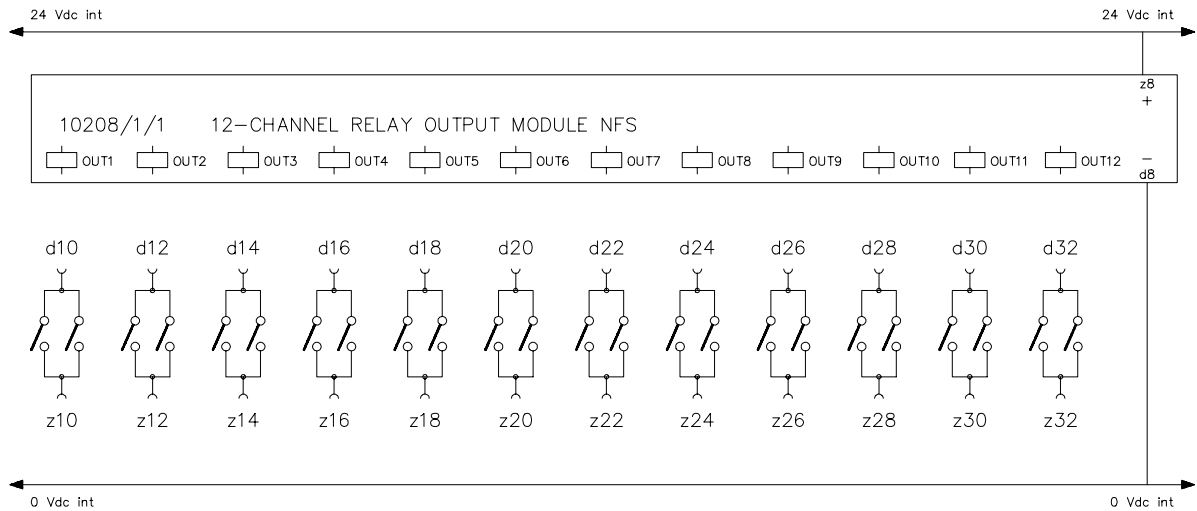 24 Vdc int 24 Vdc int
z8
+
10208/1/1 12-CHANNEL RELAY OUTPUT MODULE NFS
OUT1 OUT2 OUT3 OUT4 OUT5 OUT6 OUT7 OUT8 OUT9 OUT10 OUT11 OUT12 -
d8
d10 d12 d14 d16 d18 d20 d22 d24 d26 d28 d30 d32
z10 z12 z14 z16 z18 z20 z22 z24 z26 z28 z30 z32
0 Vdc int 0 Vdc int